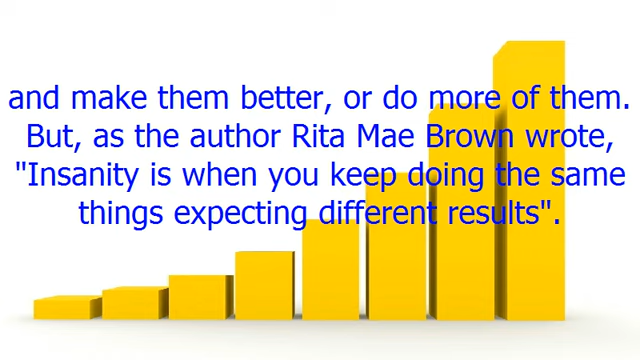 and make them better, or do more of them.
But, as the author Rita Mae Brown wrote,
"Insanity is when you keep doing the same
things expecting different results".